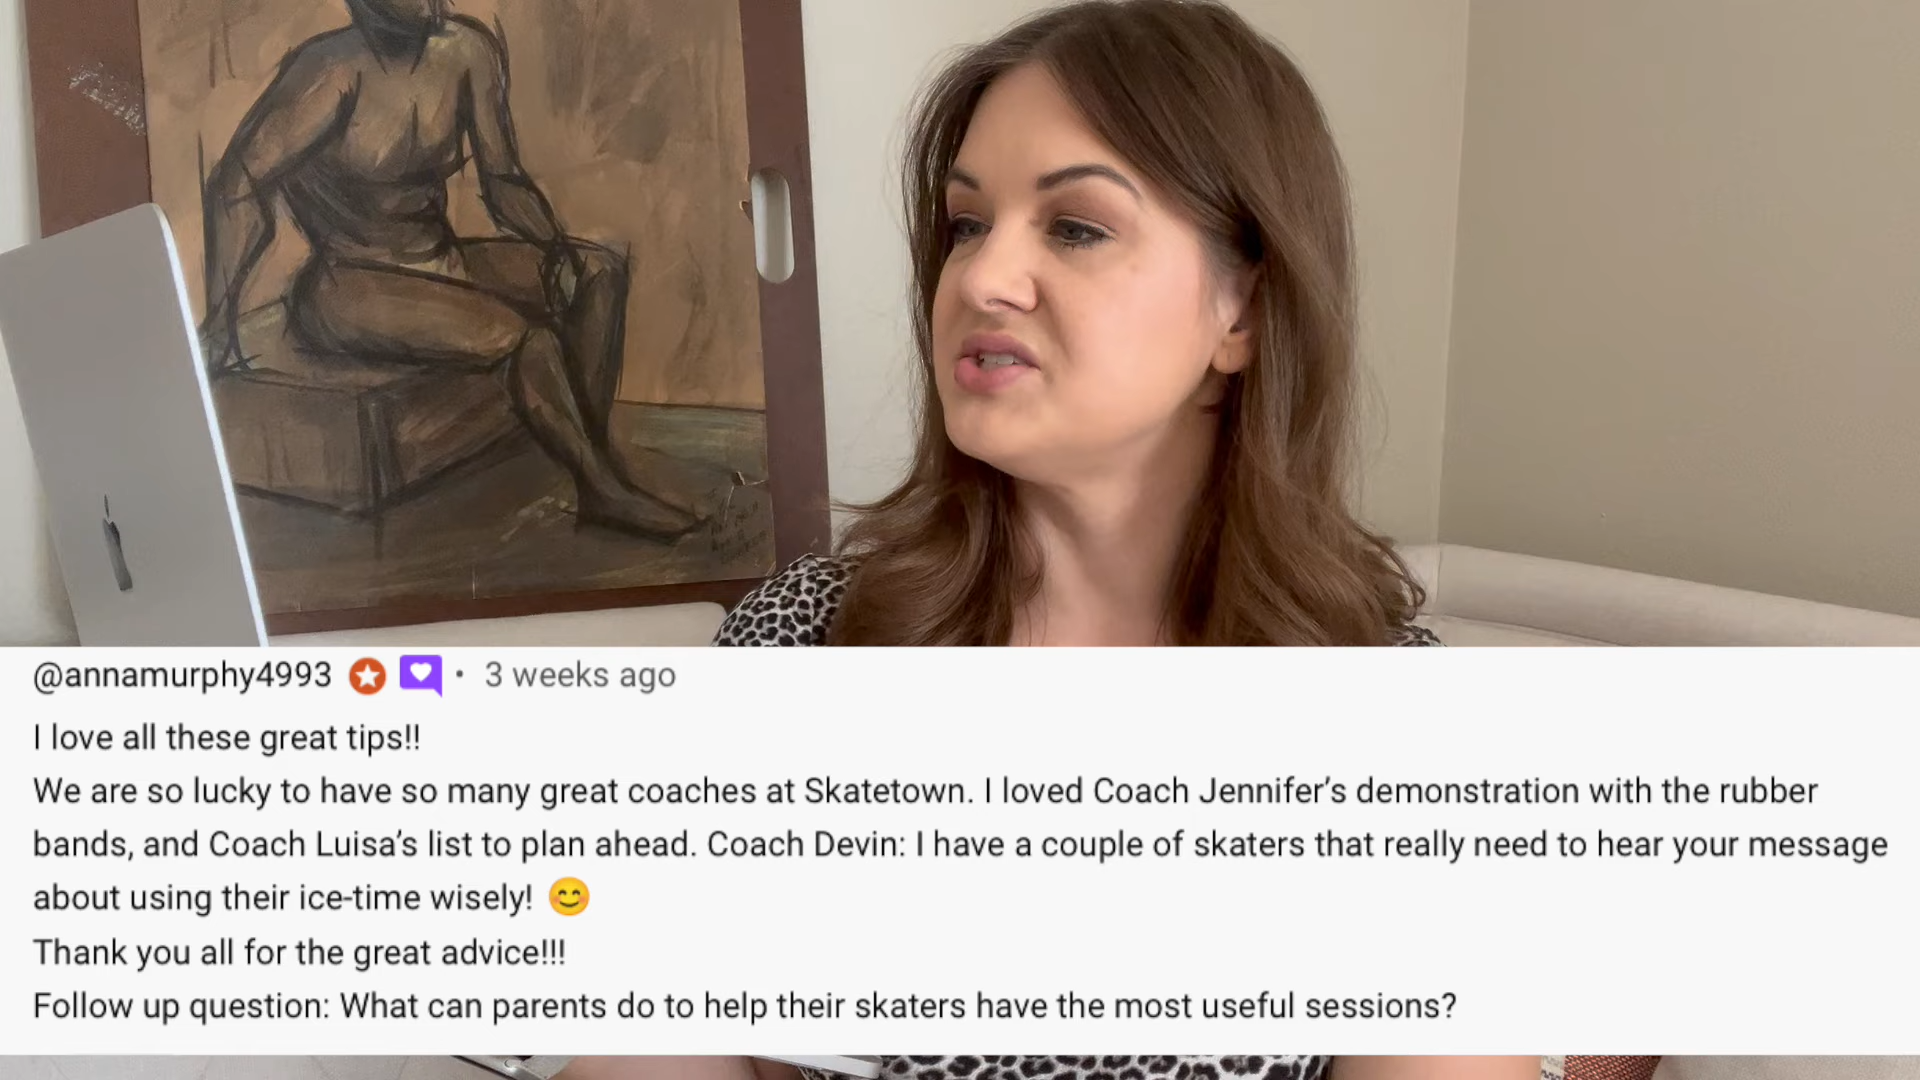 @annamurphy4993 • 3 weeks ago
I love all these great tips!!
We are so lucky to have so many great coaches at Skatetown. I loved Coach Jennifer’s demonstration with the rubber
bands, and Coach Luisa’s list to plan ahead. Coach Devin: I have a couple of skaters that really need to hear your message
about using their ice-time wisely! 😊
Thank you all for the great advice!!!
Follow up question: What can parents do to help their skaters have the most useful sessions?